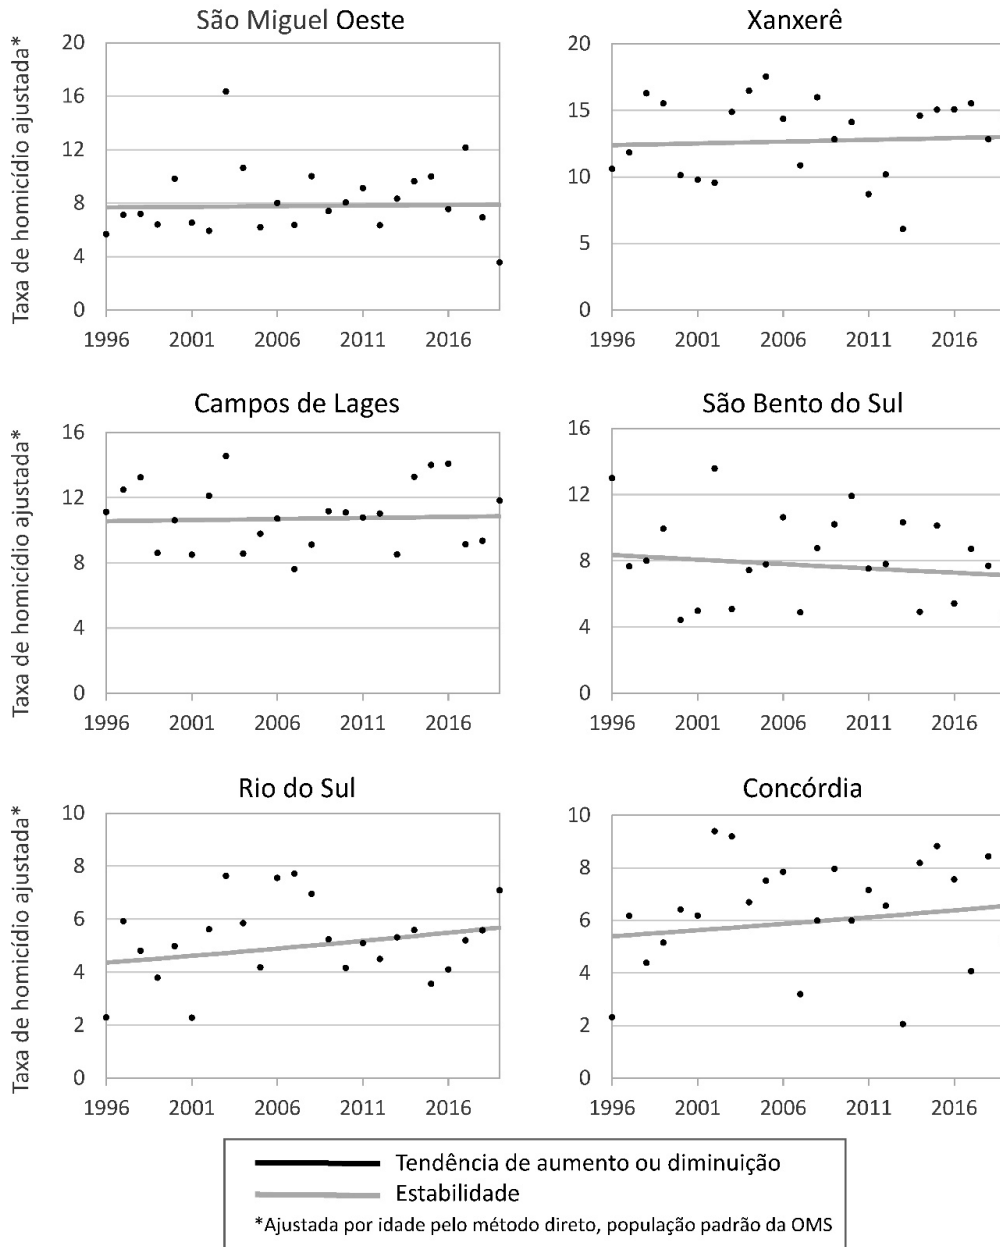 São Miguel Oeste
Xanxerê
Taxa de homicídio ajustada*
20
16
12
8
4
0
1996 2001 2006 2011 2016
20
15
10
5
0
1996 2001 2006 2011 2016
Campos de Lages
São Bento do Sul
Taxa de homicídio ajustada*
16
12
8
4
0
1996 2001 2006 2011 2016
16
12
8
4
0
1996 2001 2006 2011 2016
Rio do Sul
Concórdia
Taxa de homicídio ajustada*
10
8
6
4
2
0
1996 2001 2006 2011 2016
10
8
6
4
2
0
1996 2001 2006 2011 2016
Tendência de aumento ou diminuição
Estabilidade
*Ajustada por idade pelo método direto, população padrão da OMS